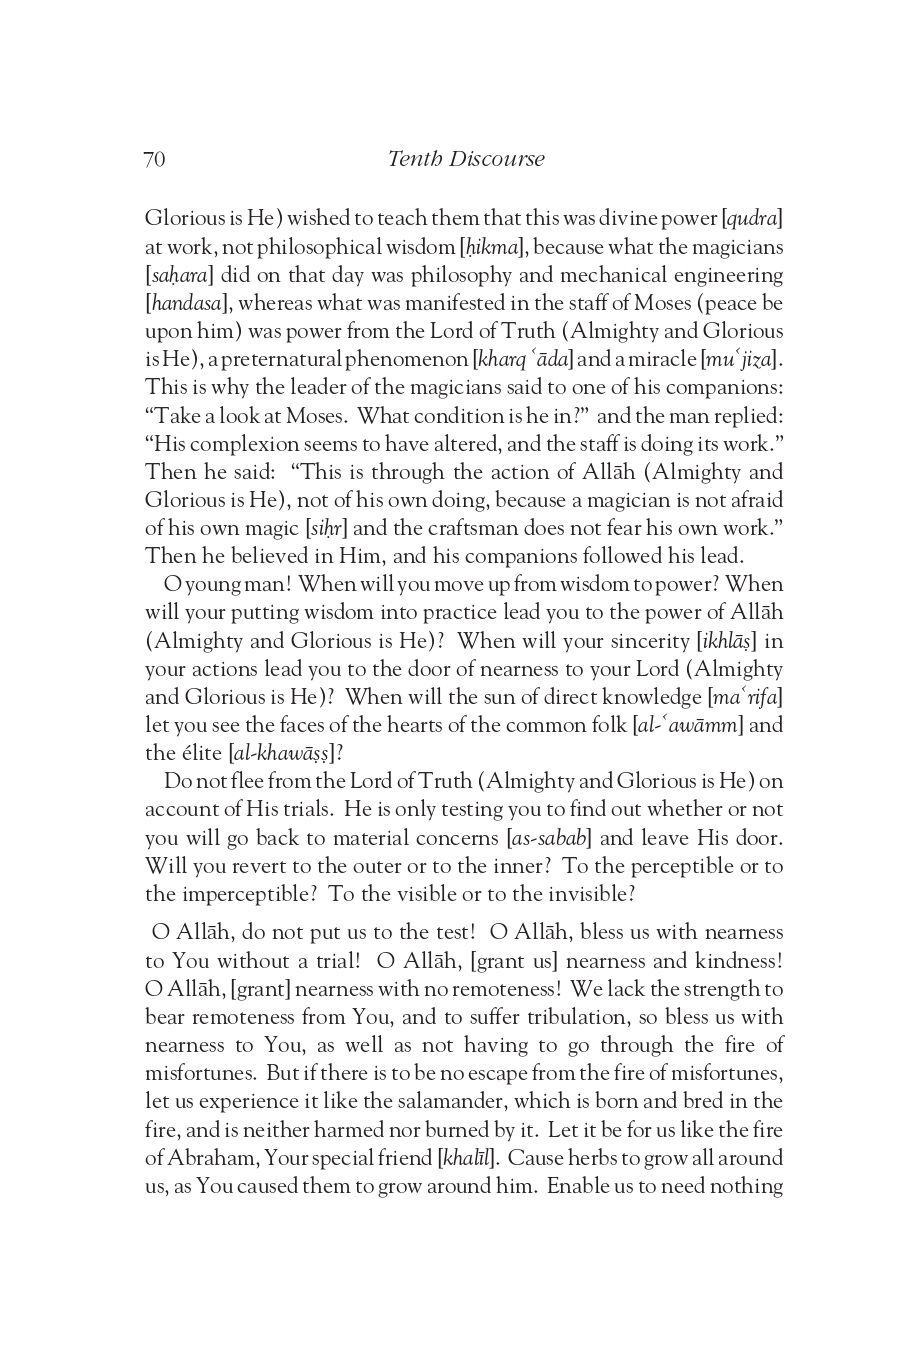 70 Tenth Discourse
Glorious is He) wished to teach them that this was divine power [qudra]
at work, not philosophical wisdom [ḥikma], because what the magicians
[saḥara] did on that day was philosophy and mechanical engineering
[handasa], whereas what was manifested in the staff of Moses (peace be
upon him) was power from the Lord of Truth (Almighty and Glorious
is He), a preternatural phenomenon [kharq ʿāda] and a miracle [muʿjiza].
This is why the leader of the magicians said to one of his companions:
“Take a look at Moses. What condition is he in?” and the man replied:
“His complexion seems to have altered, and the staff is doing its work.”
Then he said: “This is through the action of Allāh (Almighty and
Glorious is He), not of his own doing, because a magician is not afraid
of his own magic [siḥr] and the craftsman does not fear his own work.”
Then he believed in Him, and his companions followed his lead.
O young man! When will you move up from wisdom to power? When
will your putting wisdom into practice lead you to the power of Allāh
(Almighty and Glorious is He)? When will your sincerity [ikhlāṣ] in
your actions lead you to the door of nearness to your Lord (Almighty
and Glorious is He)? When will the sun of direct knowledge [maʿrifa]
let you see the faces of the hearts of the common folk [al-ʿawāmm] and
the élite [al-khawāṣṣ]?
Do not flee from the Lord of Truth (Almighty and Glorious is He) on
account of His trials. He is only testing you to find out whether or not
you will go back to material concerns [as-sabab] and leave His door.
Will you revert to the outer or to the inner? To the perceptible or to
the imperceptible? To the visible or to the invisible?
O Allāh, do not put us to the test! O Allāh, bless us with nearness
to You without a trial! O Allāh, [grant us] nearness and kindness!
O Allāh, [grant] nearness with no remoteness! We lack the strength to
bear remoteness from You, and to suffer tribulation, so bless us with
nearness to You, as well as not having to go through the fire of
misfortunes. But if there is to be no escape from the fire of misfortunes,
let us experience it like the salamander, which is born and bred in the
fire, and is neither harmed nor burned by it. Let it be for us like the fire
of Abraham, Your special friend [khalīl]. Cause herbs to grow all around
us, as You caused them to grow around him. Enable us to need nothing